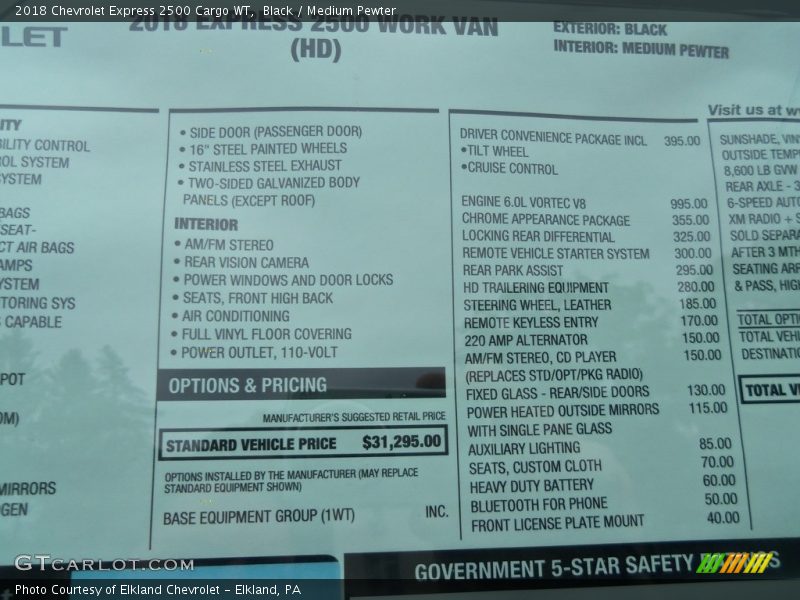 2018 Chevrolet Express 2500 Cargo WT, Black / Medium Pewter
2018 EXPRESS 2500 WORK VAN
(HD)
EXTERIOR: BLACK
INTERIOR: MEDIUM PEWTER
CONTROL
SYSTEM
AIR BAGS
CAPABLE
MIRRORS
• SIDE DOOR (PASSENGER DOOR)
• 16" STEEL PAINTED WHEELS
• STAINLESS STEEL EXHAUST
• TWO-SIDED GALVANIZED BODY
PANELS (EXCEPT ROOF)
INTERIOR
• AM/FM STEREO
• REAR VISION CAMERA
• POWER WINDOWS AND DOOR LOCKS
• SEATS, FRONT HIGH BACK
• AIR CONDITIONING
• FULL VINYL FLOOR COVERING
• POWER OUTLET, 110-VOLT
OPTIONS & PRICING
MANUFACTURER'S SUGGESTED RETAIL PRICE
STANDARD VEHICLE PRICE $31,295.00
OPTIONS INSTALLED BY THE MANUFACTURER (MAY REPLACE
STANDARD EQUIPMENT SHOWN)
BASE EQUIPMENT GROUP (1WT) INC.
DRIVER CONVENIENCE PACKAGE INCL 395.00
•TILT WHEEL
•CRUISE CONTROL
ENGINE 6.0L VORTEC V8 995.00
CHROME APPEARANCE PACKAGE 355.00
LOCKING REAR DIFFERENTIAL 325.00
REMOTE VEHICLE STARTER SYSTEM 300.00
REAR PARK ASSIST 295.00
HD TRAILERING EQUIPMENT 280.00
STEERING WHEEL, LEATHER 185.00
REMOTE KEYLESS ENTRY 170.00
220 AMP ALTERNATOR 150.00
AM/FM STEREO, CD PLAYER 150.00
(REPLACES STD/OPT/PKG RADIO)
FIXED GLASS - REAR/SIDE DOORS 130.00
POWER HEATED OUTSIDE MIRRORS 115.00
WITH SINGLE PANE GLASS
AUXILIARY LIGHTING 85.00
SEATS, CUSTOM CLOTH 70.00
HEAVY DUTY BATTERY 60.00
BLUETOOTH FOR PHONE 50.00
FRONT LICENSE PLATE MOUNT 40.00
Visit us at
SUNSHADE,
OUTSIDE
8,600 LB GVW
REAR AXLE - 3
6-SPEED
XM RADIO +
SOLD
AFTER 3
SEATING
& PASS,
TOTAL
TOTAL
TOTAL
GOVERNMENT 5-STAR SAFETY
GTCARLOT.COM
Photo Courtesy of Elkland Chevrolet - Elkland, PA